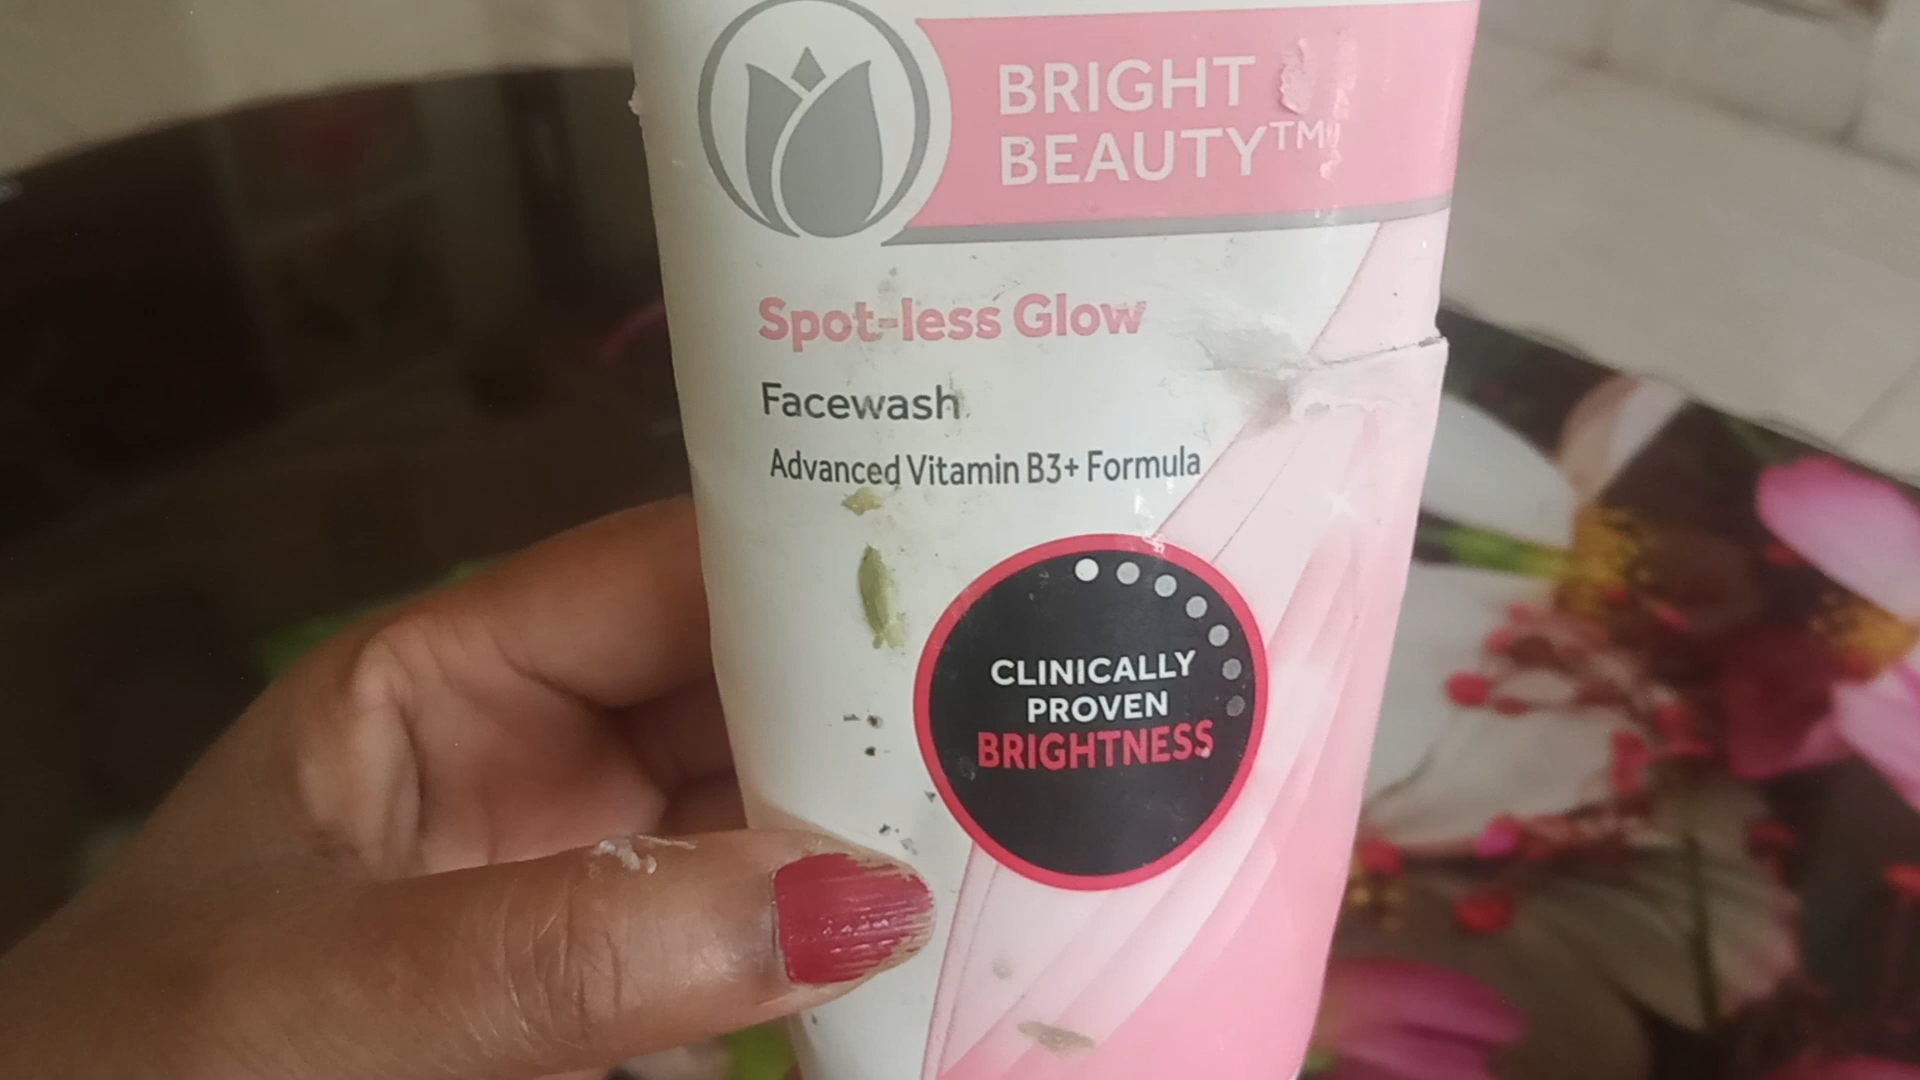 BRIGHT
BEAUTY™
Spot-less Glow
Facewash
Advanced Vitamin B3+ Formula
CLINICALLY
PROVEN
BRIGHTNESS